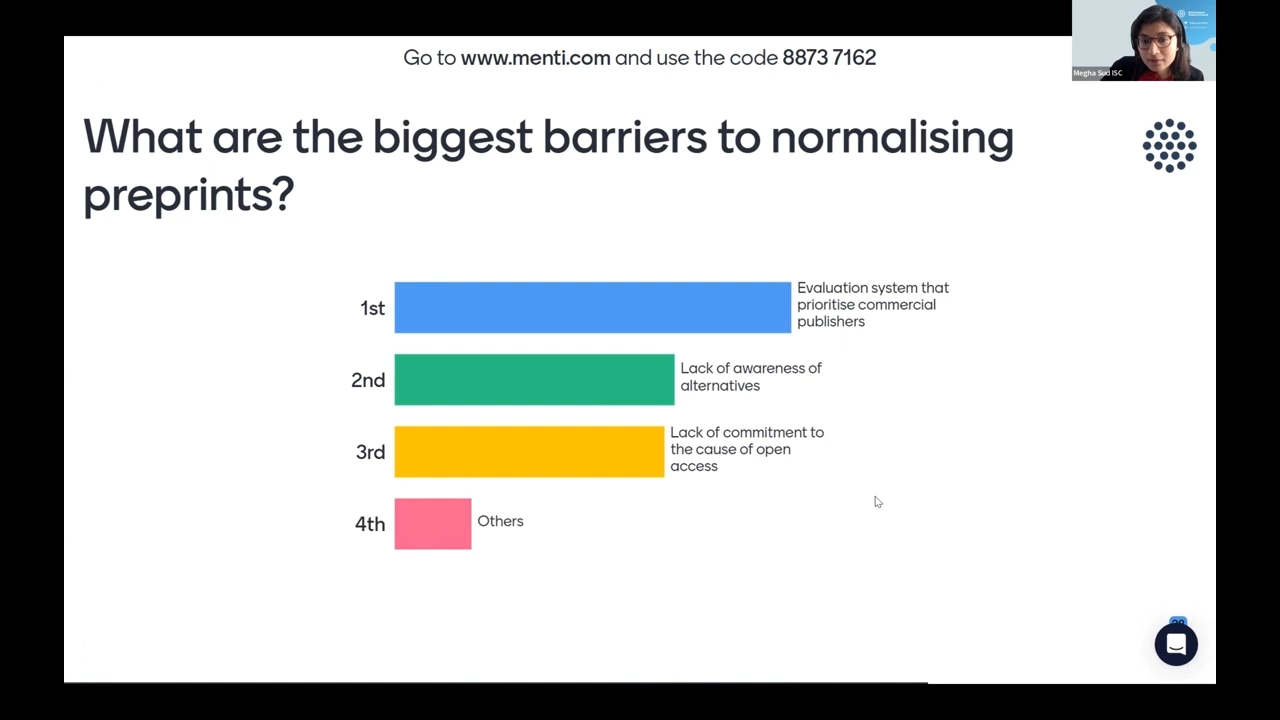 Go to www.menti.com and use the code 8873 7162
Megha Sud ISC
What are the biggest barriers to normalising
preprints?
1st
Evaluation system that
prioritise commercial
publishers
2nd
Lack of awareness of
alternatives
3rd
Lack of commitment to
the cause of open
access
4th
Others